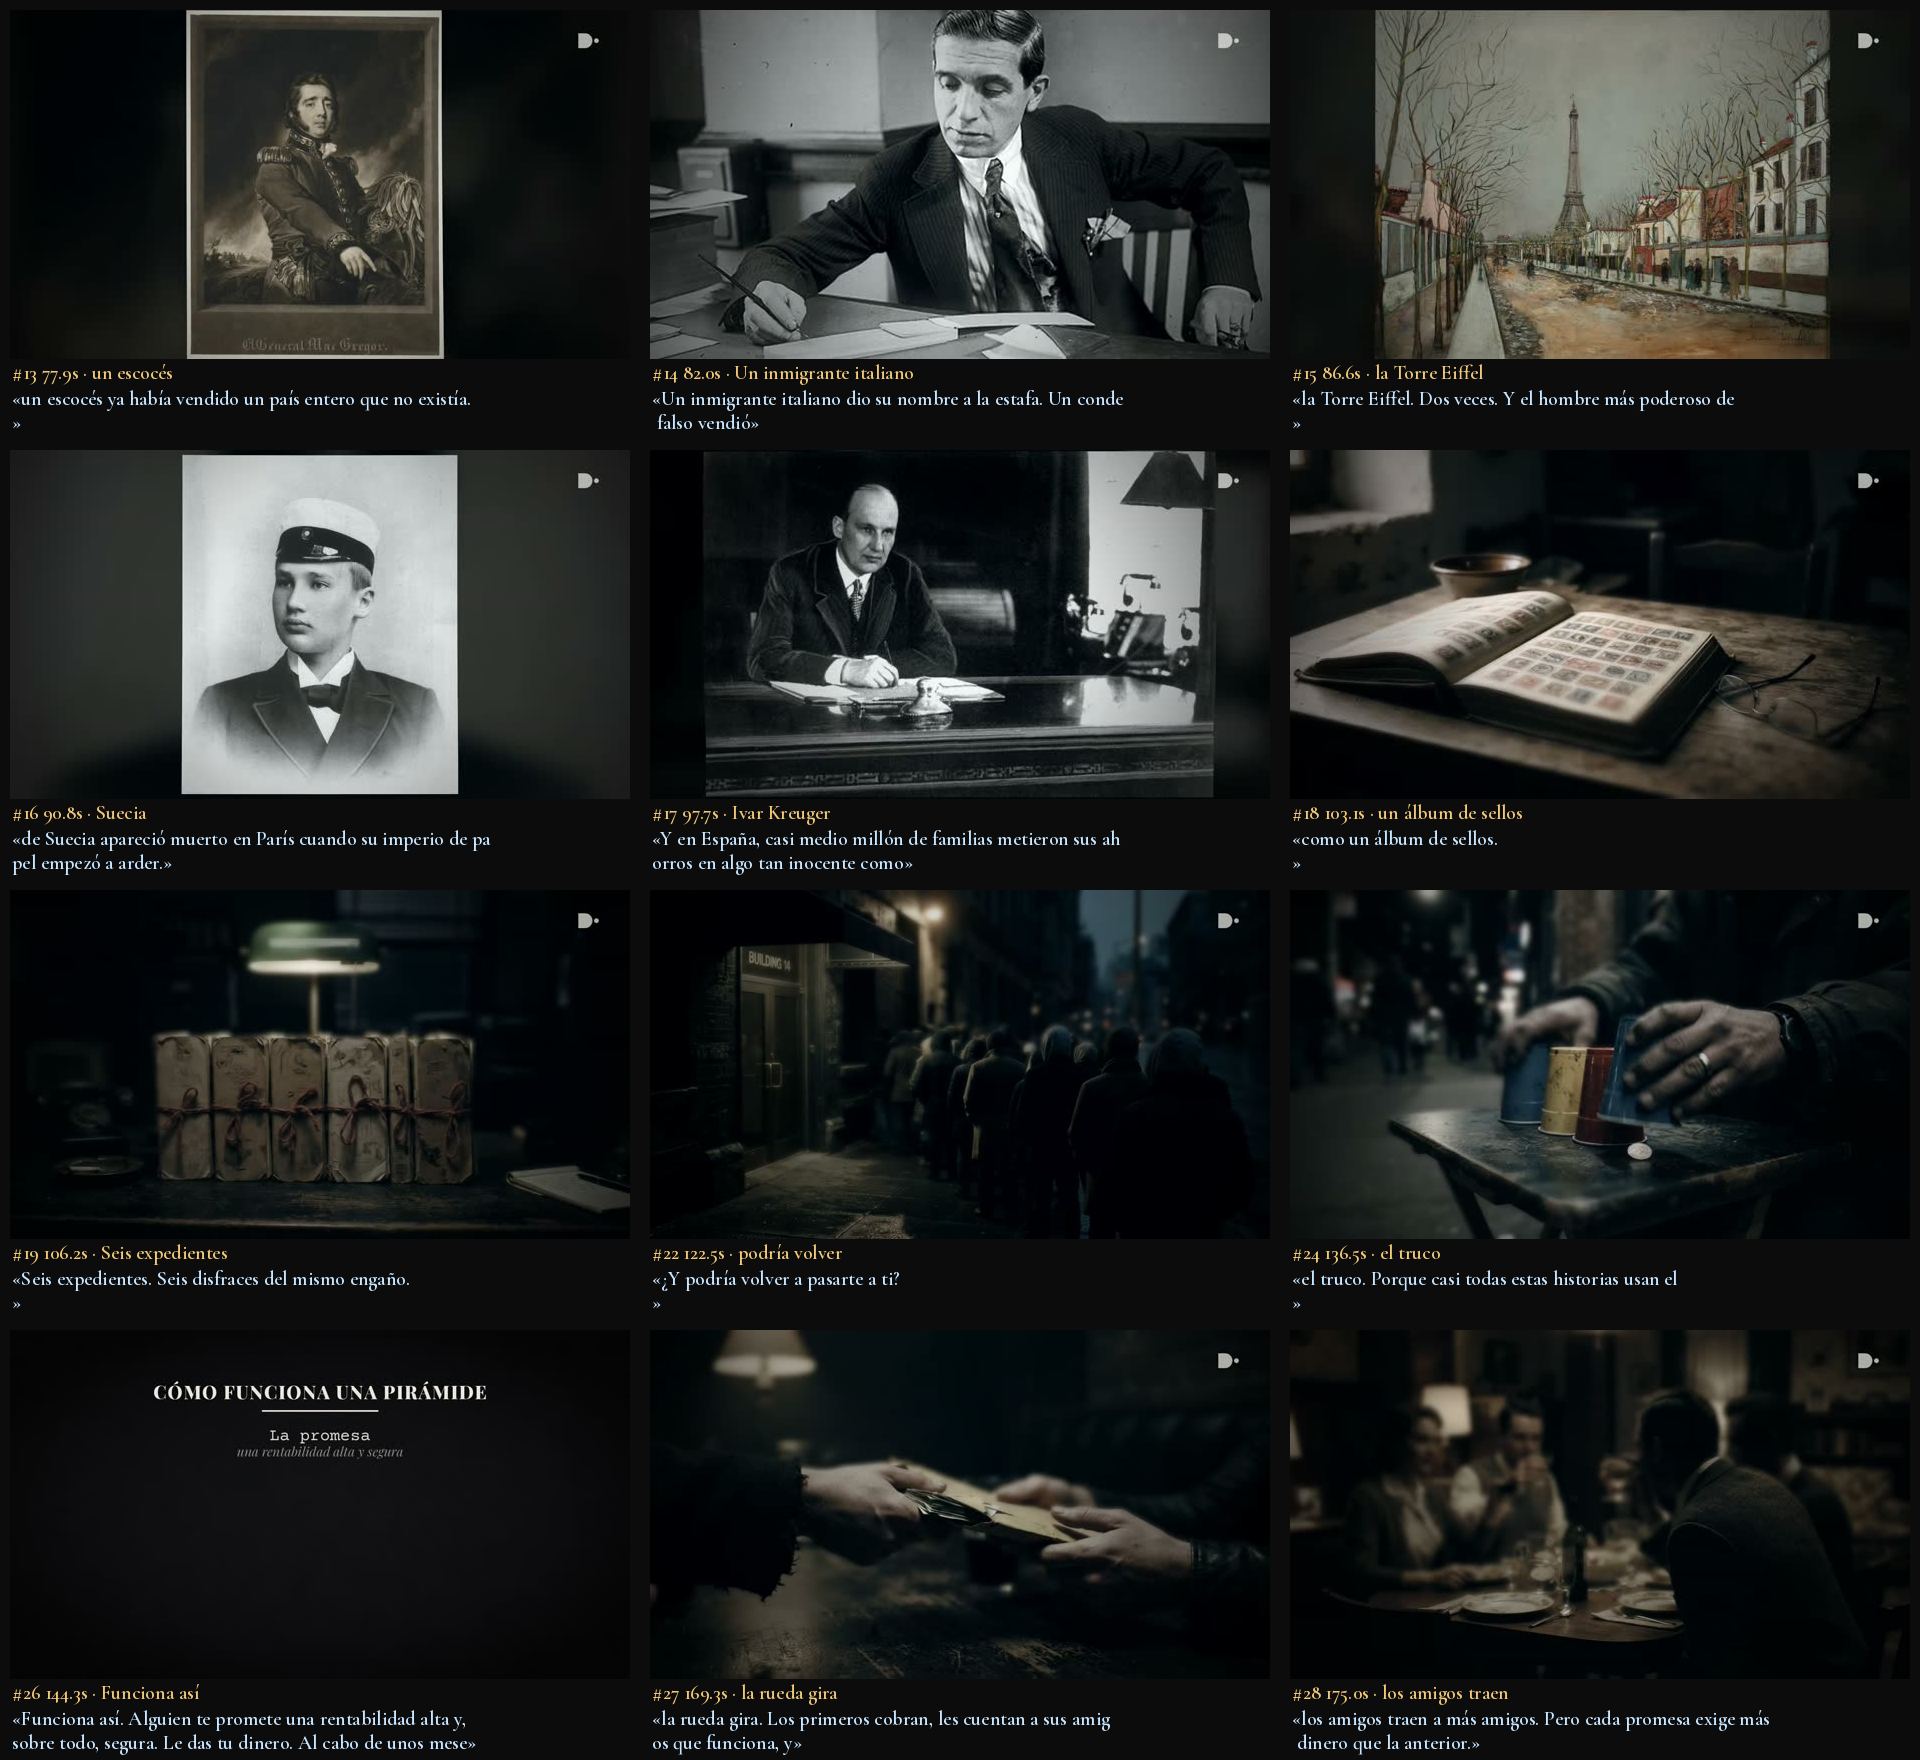 General Mac Gregor.
#13 77.9s · un escocés
«un escocés ya había vendido un país entero que no existía.
»
#14 82.0s · Un inmigrante italiano
«Un inmigrante italiano dio su nombre a la estafa. Un conde
falso vendió»
#15 86.6s · la Torre Eiffel
«la Torre Eiffel. Dos veces. Y el hombre más poderoso de
»
#16 90.8s · Suecia
«de Suecia apareció muerto en París cuando su imperio de pa
pel empezó a arder.»
#17 97.7s · Ivar Kreuger
«Y en España, casi medio millón de familias metieron sus ah
orros en algo tan inocente como»
#18 103.1s · un álbum de sellos
«como un álbum de sellos.
»
#19 106.2s · Seis expedientes
«Seis expedientes. Seis disfraces del mismo engaño.
»
BUILDING 14
#22 122.5s · podría volver
«¿Y podría volver a pasarte a ti?
»
#24 136.5s · el truco
«el truco. Porque casi todas estas historias usan el
»
CÓMO FUNCIONA UNA PIRÁMIDE
La promesa
una rentabilidad alta y segura
#26 144.3s · Funciona así
«Funciona así. Alguien te promete una rentabilidad alta y,
sobre todo, segura. Le das tu dinero. Al cabo de unos mese»
#27 169.3s · la rueda gira
«la rueda gira. Los primeros cobran, les cuentan a sus amig
os que funciona, y»
#28 175.0s · los amigos traen
«los amigos traen a más amigos. Pero cada promesa exige más
dinero que la anterior.»